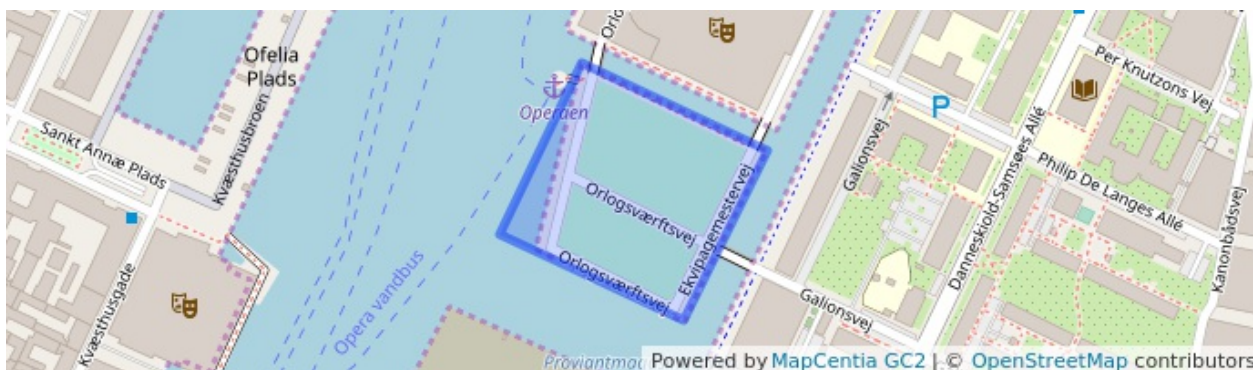 Ofelia
Plads
Orlo
Operaen
Per Knutzons Vej
P
Sankt Annæ Plads
Kvæsthusbroen
Galionsvej
Danneskiold-Samsøes Allé
Philip De Langes Allé
Orlogsværftsvej
Ekvipagemestervej
Kanonbådsvej
Opera vandbus
Orlogsværftsvej
Kvæsthusgade
Galionsvej
Powered by MapCentia GC2 | © OpenStreetMap contributors